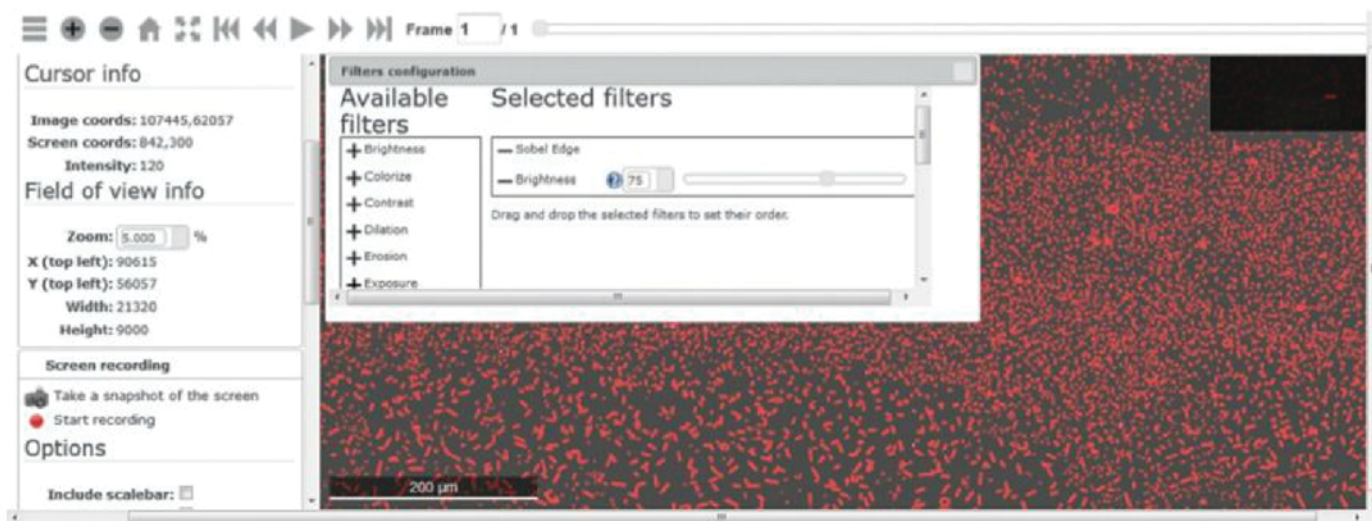 Frame 1 / 1
Cursor info
Image coords: 107445,62057
Screen coords: 842,300
Intensity: 120
Field of view info
Zoom: 5.000 %
X (top left): 90615
Y (top left): 56057
Width: 21320
Height: 9000
Screen recording
Take a snapshot of the screen
Start recording
Options
Include scalebar:
Filters configuration
Available
filters
Brightness
Colorize
Contrast
Dilation
Erosion
Exposure
Selected filters
Sobel Edge
Brightness 75
Drag and drop the selected filters to set their order.
200 µm